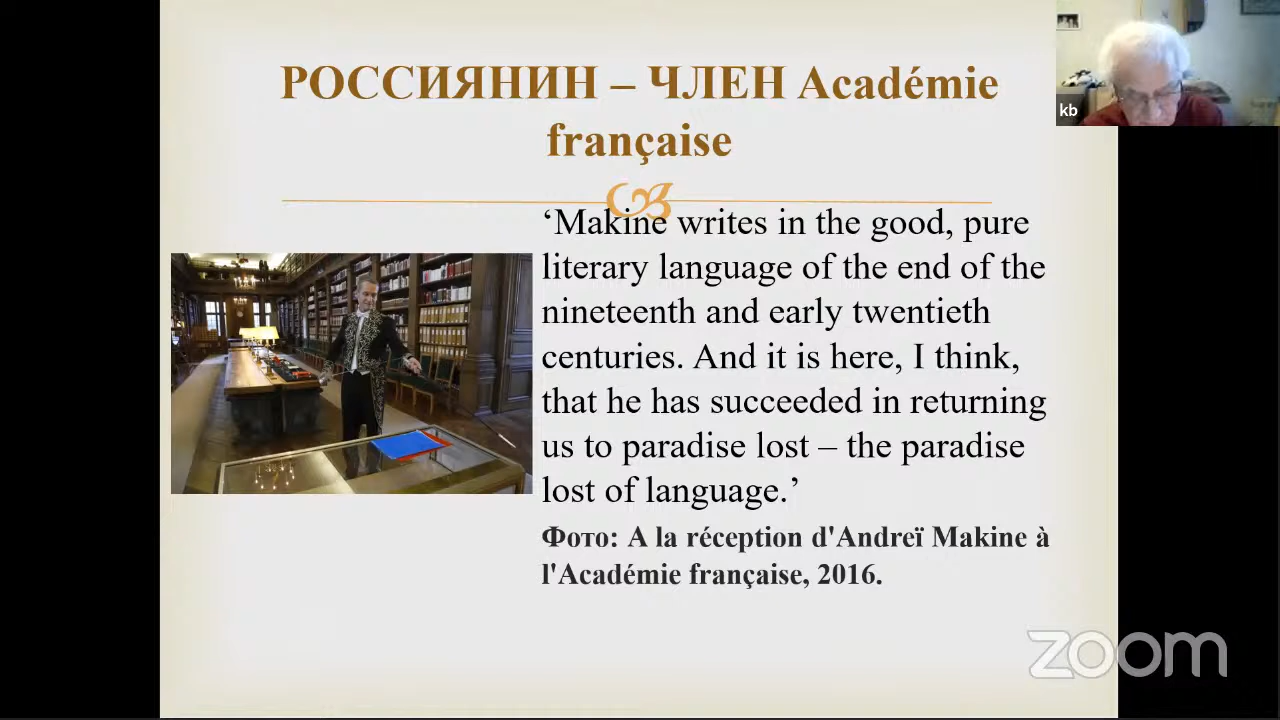 РОССИЯНИН – ЧЛЕН Académie
française
‘Makine writes in the good, pure
literary language of the end of the
nineteenth and early twentieth
centuries. And it is here, I think,
that he has succeeded in returning
us to paradise lost – the paradise
lost of language.’
Фото: A la réception d'Andreï Makine à
l'Académie française, 2016.
kb
zoom